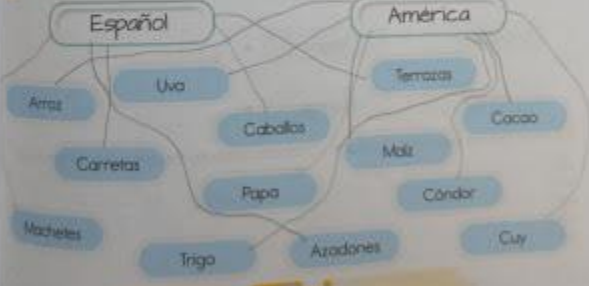 Español
América
Terrazas
Uva
Arroz
Cacao
Caballos
Maíz
Carretas
Papa
Cóndor
Machetes
Cuy
Azadones
Trigo